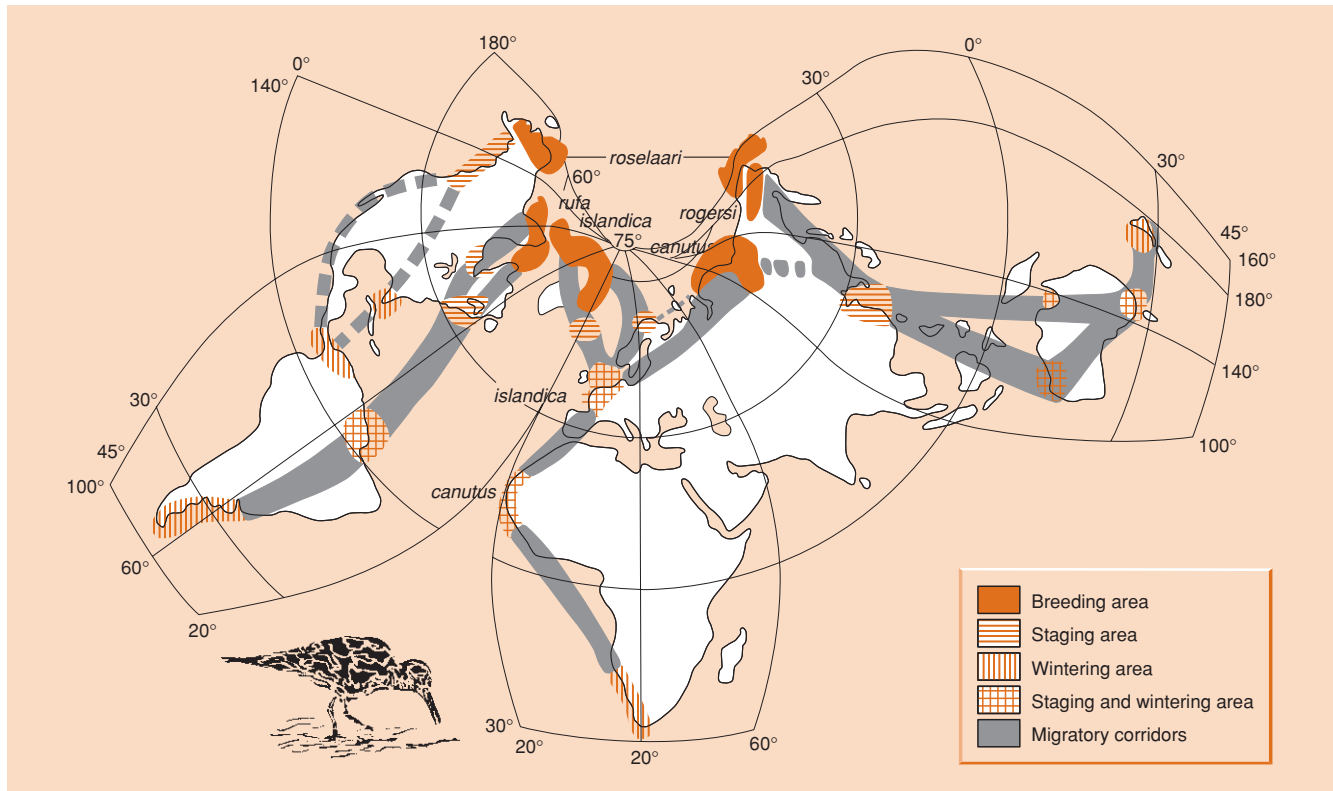 180°
0°
0°
140°
30°
roselaari
30°
60°
rufa
islandica
rogersi
75°
canutus
45°
160°
180°
140°
islandica
30°
45°
100°
100°
canutus
60°
20°
30°
20°
20°
60°
Breeding area
Staging area
Wintering area
Staging and wintering area
Migratory corridors